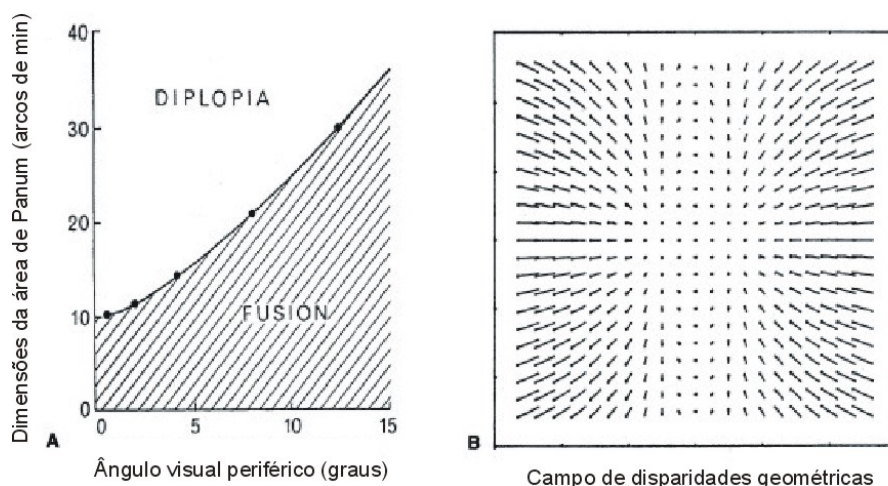 Dimensões da área de Panum (arcos de min)
40
30
20
10
0
DIPLOPIA
FUSION
0 5 10 15
A
Ângulo visual periférico (graus)
B
Campo de disparidades geométricas